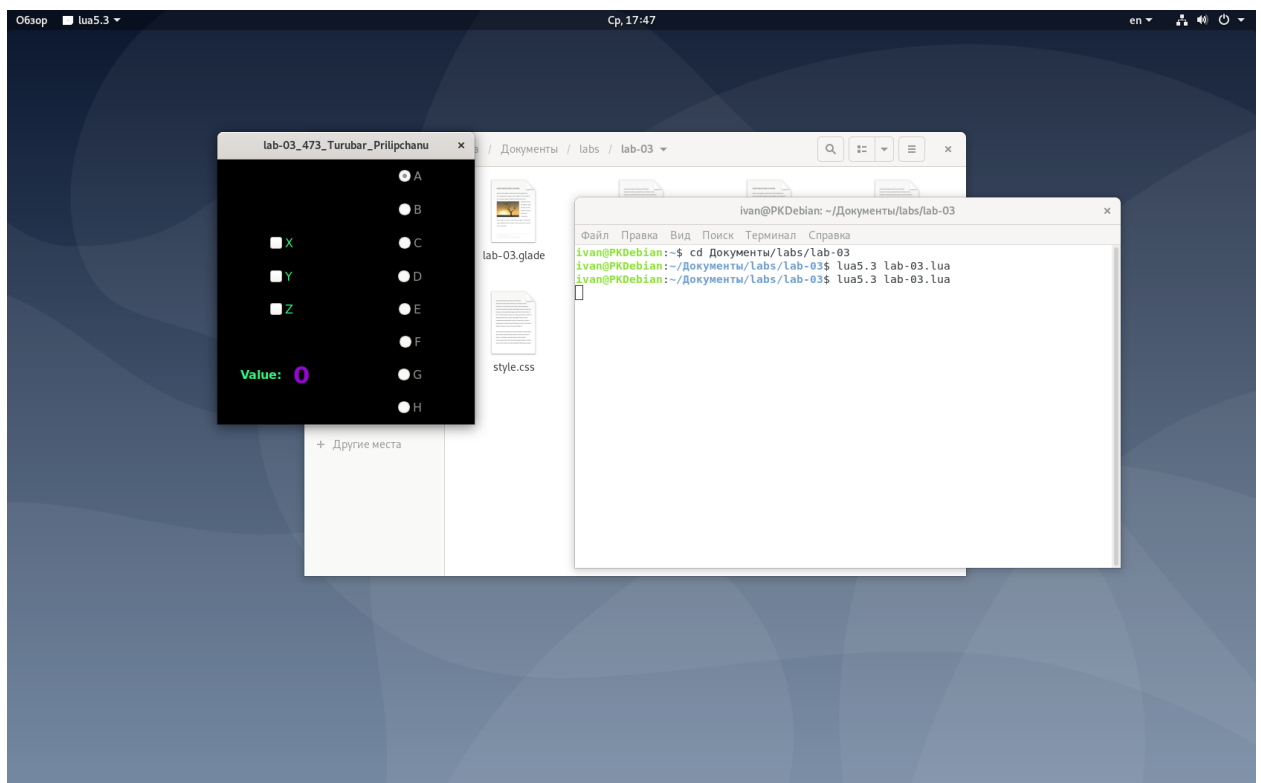 Обзор lua5.3 Ср, 17:47 en
lab-03_473_Turubar_Prilipchanu
A
B
X C
Y D
Z E
F
Value: 0 G
H
/ Документы / labs / lab-03
lab-03.glade
style.css
+ Другие места
ivan@PKDebian: ~/Документы/labs/lab-03
Файл Правка Вид Поиск Терминал Справка
ivan@PKDebian:~$ cd Документы/labs/lab-03
ivan@PKDebian:~/Документы/labs/lab-03$ lua5.3 lab-03.lua
ivan@PKDebian:~/Документы/labs/lab-03$ lua5.3 lab-03.lua